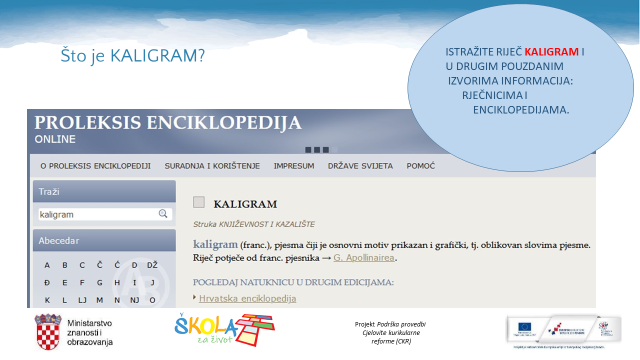 Što je KALIGRAM?
ISTRAŽITE RIJEČ KALIGRAM I
U DRUGIM POUZDANIM
IZVORIMA INFORMACIJA:
RJEČNICIMA I
ENCIKLOPEDIJAMA.
PROLEKSIS ENCIKLOPEDIJA
ONLINE
O PROLEKSIS ENCIKLOPEDIJI SURADNJA I KORIŠTENJE IMPRESUM DRŽAVE SVIJETA POMOĆ
Traži
kaligram
Abecedar
A B C Č Ć D DŽ
Đ E F G H I J
K L LJ M N NJ O
KALIGRAM
Struka KNJIŽEVNOST I KAZALIŠTE
kaligram (franc.), pjesma čiji je osnovni motiv prikazan i grafički, tj. oblikovan slovima pjesme.
Riječ potječe od franc. pjesnika → G. Apollinairea.
POGLEDAJ NATUKNICU U DRUGIM EDICIJAMA:
Hrvatska enciklopedija
Ministarstvo
znanosti i
obrazovanja
ŠKOLA
za život
Projekt Podrška provedbi
Cjelovite kurikularne
reforme (CKR)